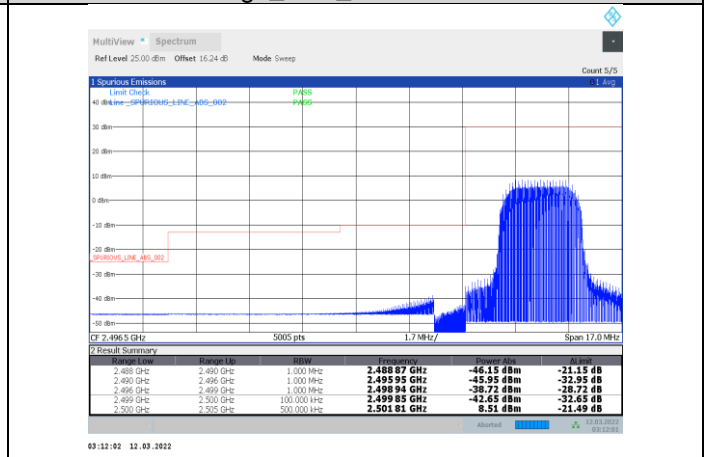 MultiView Spectrum
Ref Level 25.00 dBm Offset 16.24 dB Mode Sweep
Count 5/5
1 Spurious Emissions 1 Avg
Limit Check PASS
Line _SPURIOUS_LINE_ABS_002 PASS
40 dBm
30 dBm
20 dBm
10 dBm
0 dBm
-10 dBm
-20 dBm
_SPURIOUS_LINE_ABS_002
-30 dBm
-40 dBm
-50 dBm
CF 2.4965 GHz 5005 pts 1.7 MHz/ Span 17.0 MHz
2 Result Summary
Range Low Range Up RBW Frequency Power Abs ΔLimit
2.488 GHz 2.490 GHz 1.000 MHz 2.48887 GHz -46.15 dBm -21.15 dB
2.490 GHz 2.496 GHz 1.000 MHz 2.49595 GHz -45.95 dBm -32.95 dB
2.496 GHz 2.499 GHz 1.000 MHz 2.49894 GHz -38.72 dBm -28.72 dB
2.499 GHz 2.500 GHz 100.000 kHz 2.49985 GHz -42.65 dBm -32.65 dB
2.500 GHz 2.505 GHz 500.000 kHz 2.50181 GHz 8.51 dBm -21.49 dB
Aborted 12.03.2022
03:12:01
03:12:02 12.03.2022